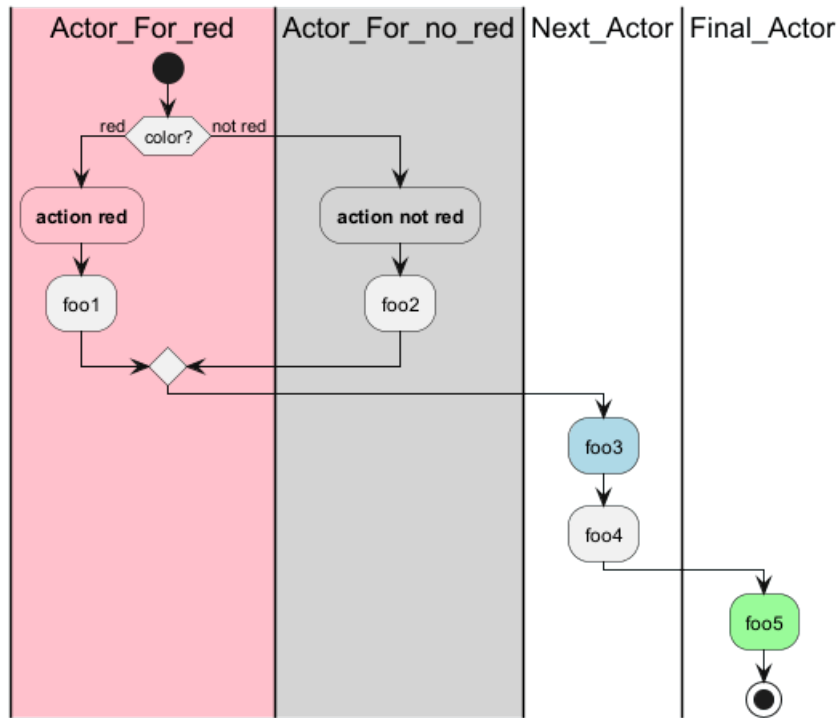 Actor_For_red
Actor_For_no_red
Next_Actor
Final_Actor
red
color?
not red
action red
action not red
foo1
foo2
foo3
foo4
foo5